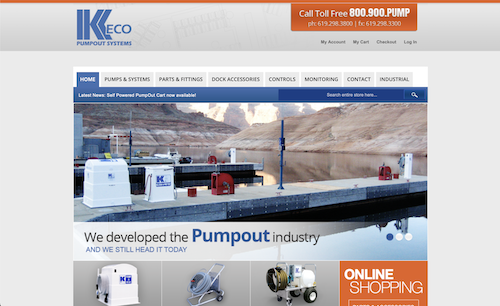 KECO
PUMPOUT SYSTEMS
Call Toll Free 800.900.PUMP
ph: 619.298.3800 | fx: 619.298.3300
My Account
My Cart
Checkout
Log In
HOME
PUMPS & SYSTEMS
PARTS & FITTINGS
DOCK ACCESSORIES
CONTROLS
MONITORING
CONTACT
INDUSTRIAL
Latest News: Self Powered PumpOut Cart now available!
Search entire store here...
We developed the Pumpout industry
AND WE STILL HEAD IT TODAY
ONLINE
SHOPPING